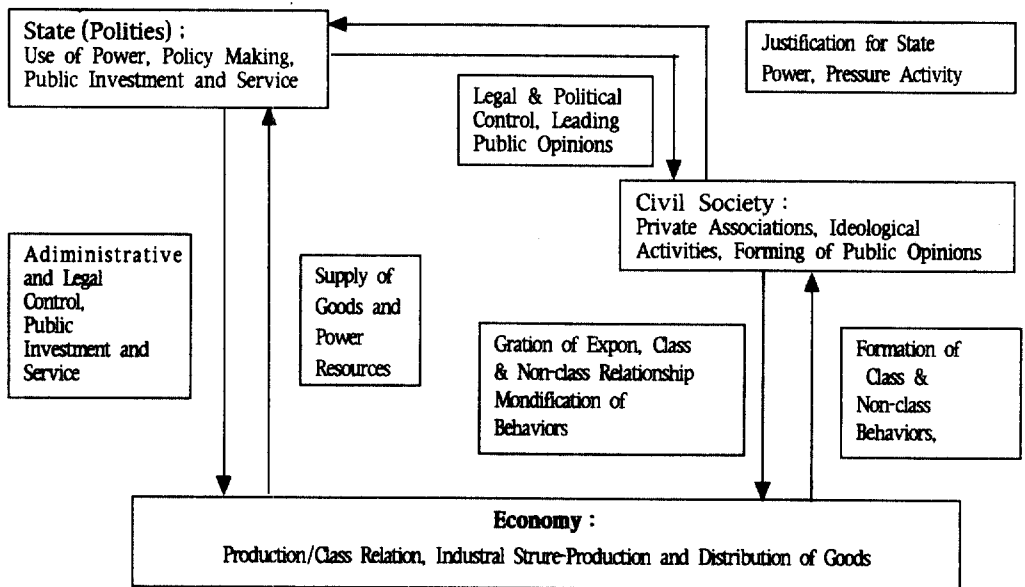 State (Polities) :
Use of Power, Policy Making,
Public Investment and Service
Justification for State
Power, Pressure Activity
Legal & Political
Control, Leading
Public Opinions
Civil Society :
Private Associations, Ideological
Activities, Forming of Public Opinions
Adiministrative
and Legal
Control,
Public
Investment and
Service
Supply of
Goods and
Power
Resources
Gration of Expon, Class
& Non-class Relationship
Mondification of
Behaviors
Formation of
Class &
Non-class
Behaviors,
Economy :
Production/Class Relation, Industral Strure-Production and Distribution of Goods